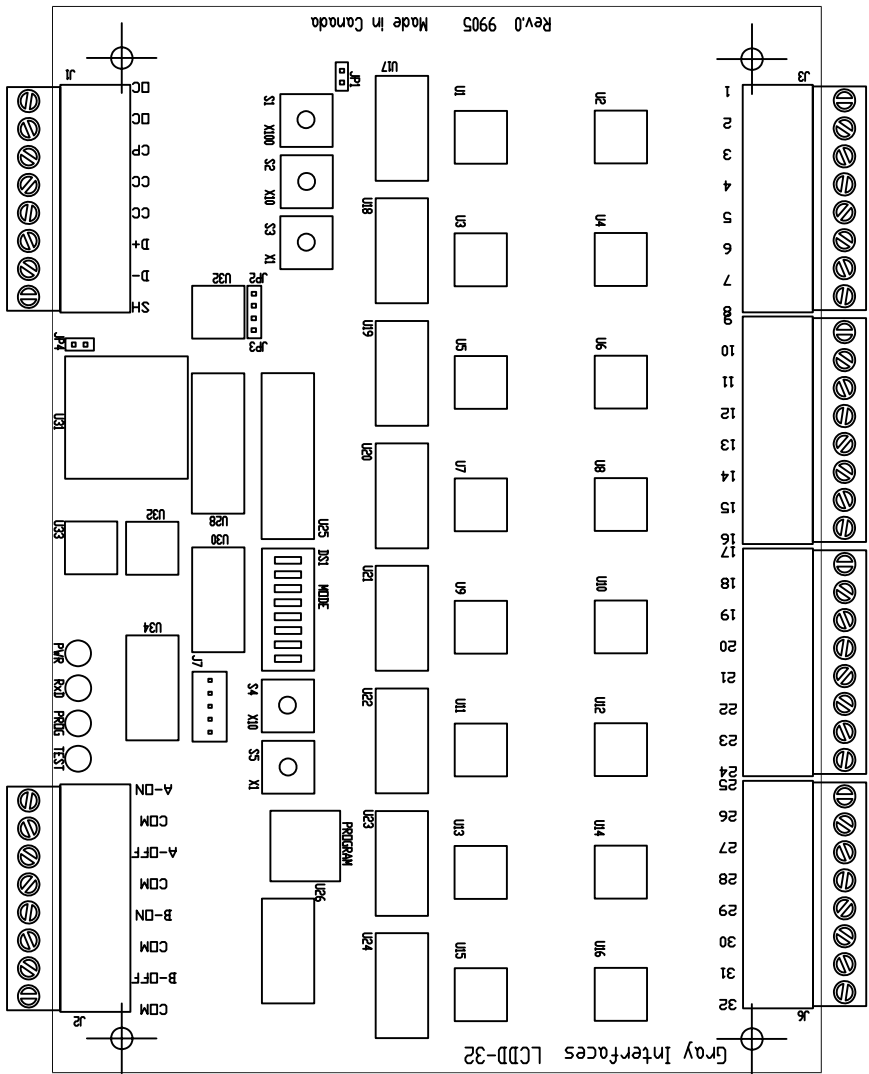 Rev.0 9905 Made in Canada
J1
OC
OC
CP
CC
CC
D+
D-
SH
JP1
S1 X100
S2 X10
S3 X1
U32
JP2
JP3
JP4
U31
U28
U25
U33
U32
U30
DS1 MODE
U34
J7
PWR
RxD
PROG
TEST
S4 X10
S5 X1
PROGRAM
U26
J2
A-ON
COM
A-OFF
COM
B-ON
COM
B-OFF
COM
U17
U18
U19
U20
U21
U22
U23
U24
U1
U2
U3
U4
U5
U6
U7
U8
U9
U10
U11
U12
U13
U14
U15
U16
J3
1
2
3
4
5
6
7
8
9
10
11
12
13
14
15
16
17
18
19
20
21
22
23
24
25
26
27
28
29
30
31
32
J6
Gray Interfaces LCDD-32